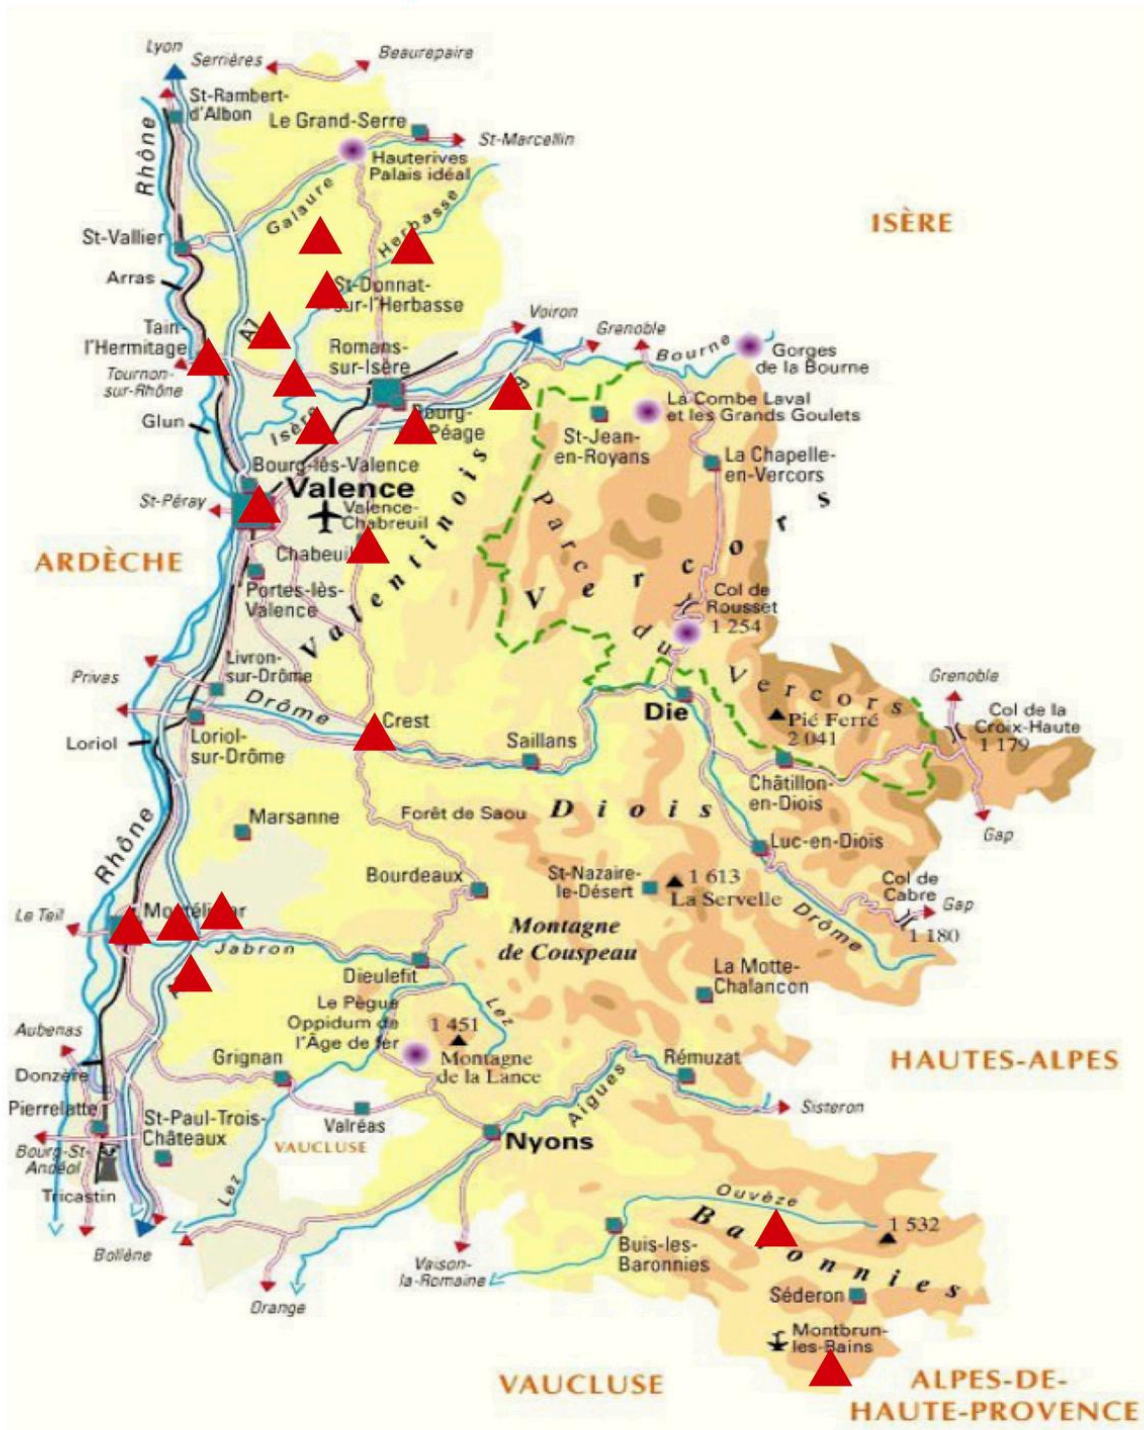 Lyon
Serrières
Beaurepaire
St-Rambert-
d'Albon
Le Grand-Serre
St-Marcellin
Rhône
Hauterives
Palais idéal
Galaure
Herbasse
ISÈRE
St-Vallier
Arras
St-Donnat-
sur-l'Herbasse
Voiron
Grenoble
Bourne
Gorges
de la Bourne
Tain-
l'Hermitage
A7
Romans-
sur-Isère
Tournon-
sur-Rhône
La Combe Laval
et les Grands Goulets
Glun
Isère
Bourg-
Péage
St-Jean-
en-Royans
La Chapelle-
en-Vercors
Bourg-lès-Valence
Valence
St-Péray
Valence-
Chabreuil
Chabeuil
ARDÈCHE
Valentinois
Parc du
Vercors
Portes-lès-
Valence
Col de
Rousset
1 254
Livron-
sur-Drôme
Privas
Drôme
Vercors
Grenoble
Die
Pié Ferré
2 041
Col de la
Croix-Haute
1 179
Crest
Loriol
Loriol-
sur-Drôme
Saillans
Châtillon-
en-Diois
Gap
Diois
Marsanne
Forêt de Saou
Rhône
Luc-en-Diois
Bourdeaux
St-Nazaire-
le-Désert
1 613
La Servelle
Col de
Cabre
Gap
1 180
Drôme
Le Teil
Montélimar
Jabron
Montagne
de Couspeau
Dieulefit
La Motte-
Chalancon
Le Pègue
Oppidum de
l'Âge de fer
Lez
1 451
Montagne
de la Lance
Aubenas
Grignan
Rémuzat
HAUTES-ALPES
Donzère
Aigues
Sisteron
Pierrelatte
St-Paul-Trois-
Châteaux
Valréas
VAUCLUSE
Nyons
Bourg-St-
Andéol
Tricastin
Lez
Ouvèze
Baronnies
1 532
Bollène
Vaison-
la-Romaine
Buis-les-
Baronnies
Orange
Séderon
Montbrun-
les-Bains
VAUCLUSE
ALPES-DE-
HAUTE-PROVENCE